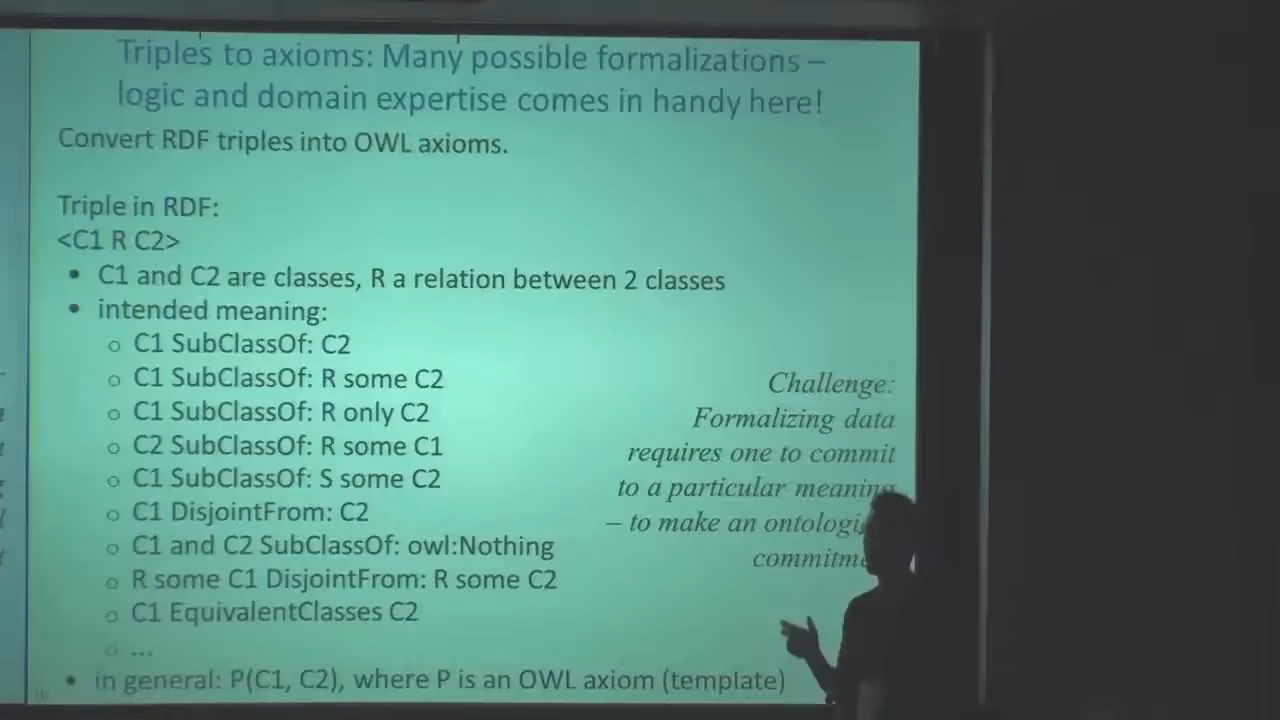 Triples to axioms: Many possible formalizations –
logic and domain expertise comes in handy here!
Convert RDF triples into OWL axioms.
Triple in RDF:
<C1 R C2>
• C1 and C2 are classes, R a relation between 2 classes
• intended meaning:
○ C1 SubClassOf: C2
○ C1 SubClassOf: R some C2
○ C1 SubClassOf: R only C2
○ C2 SubClassOf: R some C1
○ C1 SubClassOf: S some C2
○ C1 DisjointFrom: C2
○ C1 and C2 SubClassOf: owl:Nothing
○ R some C1 DisjointFrom: R some C2
○ C1 EquivalentClasses C2
○ ...
• in general: P(C1, C2), where P is an OWL axiom (template)
Challenge:
Formalizing data
requires one to commit
to a particular meaning
– to make an